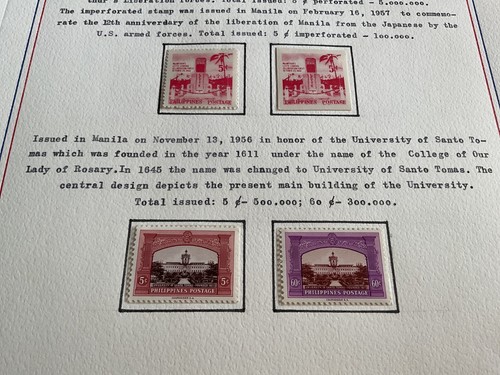 thur's Liberation forces. Total issued: 5 ¢ perforated - 5.000.000.
The imperforated stamp was issued in Manila on February 16, 1957 to commemo-
rate the 12th anniversary of the liberation of Manila from the Japanese by the
U.S. armed forces. Total issued: 5 ¢ imperforated - 100.000.
5¢
PHILIPPINES POSTAGE
PHILIPPINES POSTAGE
Issued in Manila on November 13, 1956 in honor of the University of Santo To-
mas which was founded in the year 1611 under the name of the College of Our
Lady of Rosary.In 1645 the name was changed to University of Santo Tomas. The
central design depicts the present main building of the University.
Total issued: 5 ¢- 500.000; 60 ¢- 300.000.
5c 5c
PHILIPPINES POSTAGE
60c 60c
PHILIPPINES POSTAGE